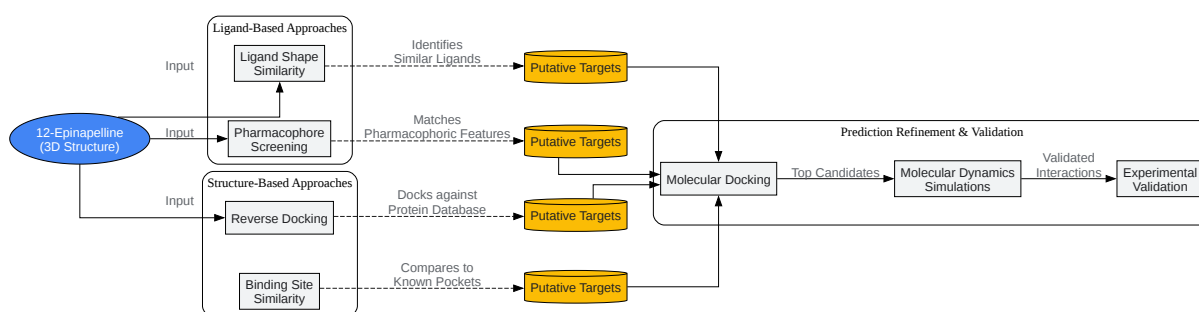 Ligand-Based Approaches
Input
Ligand Shape
Similarity
Identifies
Similar Ligands
Putative Targets
12-Epinapelline
(3D Structure)
Input
Pharmacophore
Screening
Matches
Pharmacophoric Features
Putative Targets
Structure-Based Approaches
Input
Reverse Docking
Docks against
Protein Database
Putative Targets
Binding Site
Similarity
Compares to
Known Pockets
Putative Targets
Prediction Refinement & Validation
Molecular Docking
Top Candidates
Molecular Dynamics
Simulations
Validated
Interactions
Experimental
Validation